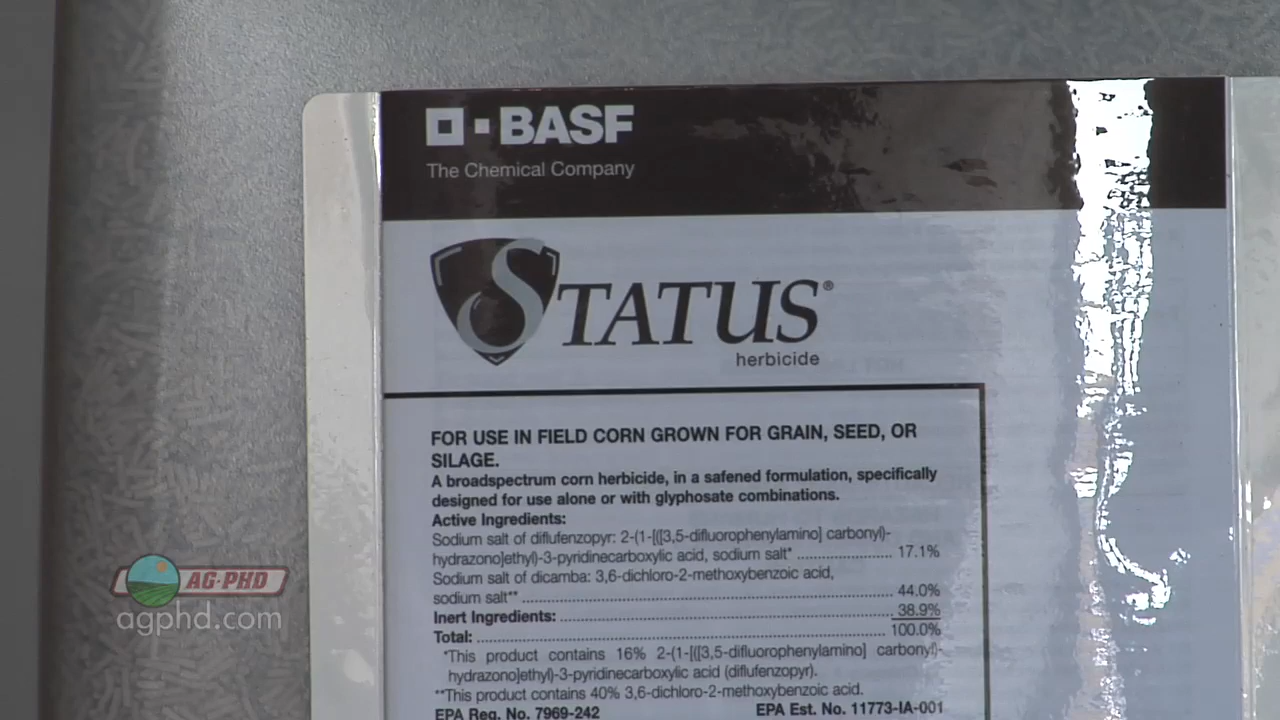 BASF
The Chemical Company
STATUS®
herbicide
FOR USE IN FIELD CORN GROWN FOR GRAIN, SEED, OR
SILAGE.
A broadspectrum corn herbicide, in a safened formulation, specifically
designed for use alone or with glyphosate combinations.
Active Ingredients:
Sodium salt of diflufenzopyr: 2-(1-[([3,5-difluorophenylamino] carbonyl)-
hydrazono]ethyl)-3-pyridinecarboxylic acid, sodium salt* .................... 17.1%
Sodium salt of dicamba: 3,6-dichloro-2-methoxybenzoic acid,
sodium salt** .................................................................................. 44.0%
Inert Ingredients: .......................................................................... 38.9%
Total: ............................................................................................ 100.0%
*This product contains 16% 2-(1-[([3,5-difluorophenylamino] carbonyl)-
hydrazono]ethyl)-3-pyridinecarboxylic acid (diflufenzopyr).
**This product contains 40% 3,6-dichloro-2-methoxybenzoic acid.
EPA Reg. No. 7969-242 EPA Est. No. 11773-IA-001
AG-PHD
agphd.com